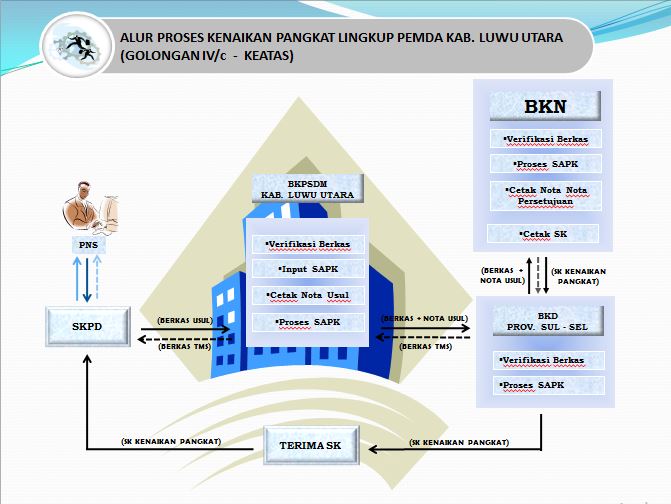 ALUR PROSES KENAIKAN PANGKAT LINGKUP PEMDA KAB. LUWU UTARA
(GOLONGAN IV/c - KEATAS)
BKN
▪Verifikasi Berkas
▪Proses SAPK
▪Cetak Nota Nota
Persetujuan
▪Cetak SK
BKPSDM
KAB. LUWU UTARA
▪Verifikasi Berkas
▪Input SAPK
▪Cetak Nota Usul
▪Proses SAPK
PNS
SKPD
(BERKAS USUL)
(BERKAS TMS)
(BERKAS + NOTA USUL)
(BERKAS TMS)
(BERKAS +
NOTA USUL)
(SK KENAIKAN
PANGKAT)
BKD
PROV. SUL - SEL
▪Verifikasi Berkas
▪Proses SAPK
(SK KENAIKAN PANGKAT)
TERIMA SK
(SK KENAIKAN PANGKAT)